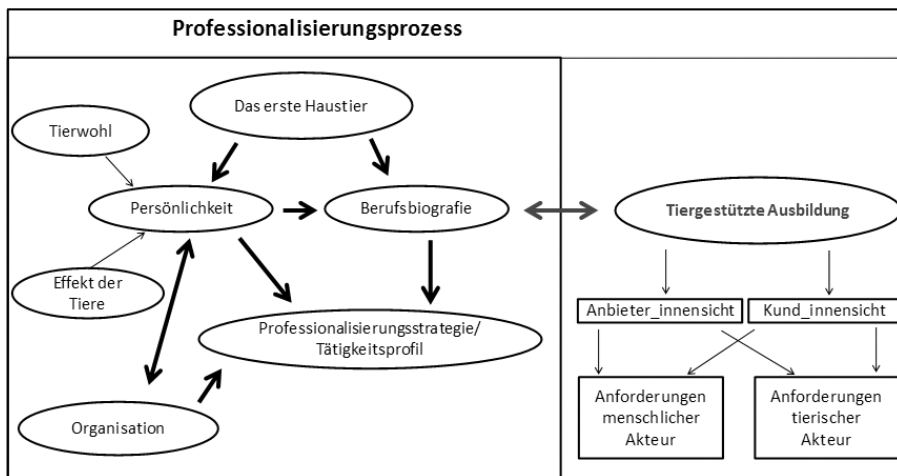 Professionalisierungsprozess
Das erste Haustier
Tierwohl
Persönlichkeit
Berufsbiografie
Tiergestützte Ausbildung
Effekt der
Tiere
Anbieter_innensicht
Kund_innensicht
Professionalisierungsstrategie/
Tätigkeitsprofil
Organisation
Anforderungen
menschlicher
Akteur
Anforderungen
tierischer
Akteur